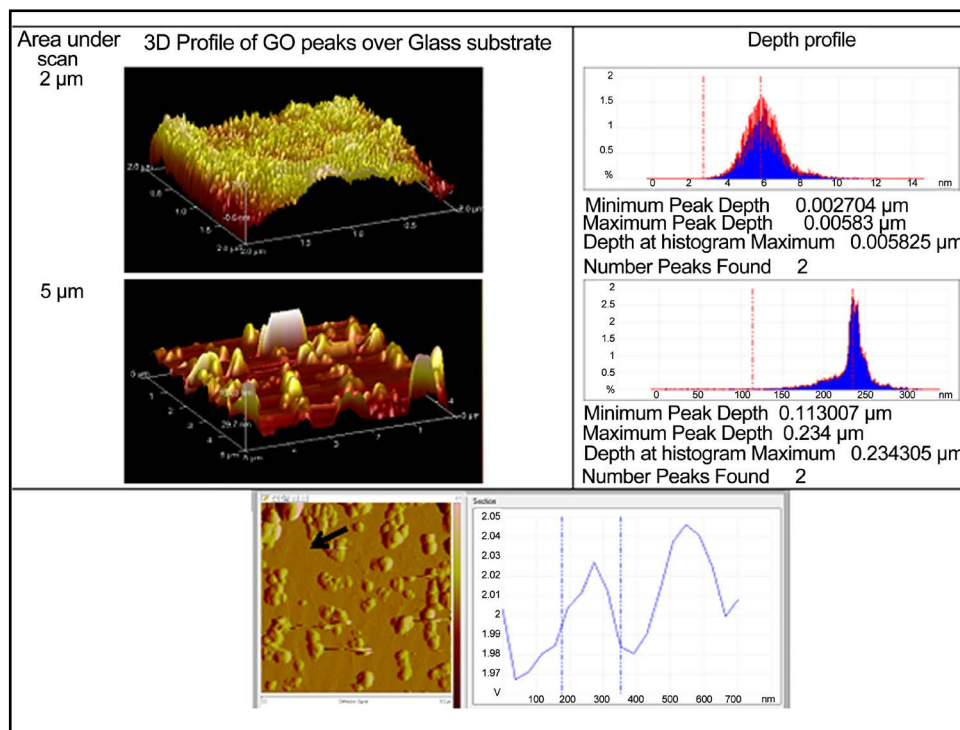 Area under
scan
3D Profile of GO peaks over Glass substrate
Depth profile
2 μm
2
1.5
1
0.5
%
0 2 4 6 8 10 12 14 nm
Minimum Peak Depth 0.002704 μm
Maximum Peak Depth 0.00583 μm
Depth at histogram Maximum 0.005825 μm
Number Peaks Found 2
5 μm
2
2.5
2
1.5
1
0.5
%
0 50 100 150 200 250 300 nm
Minimum Peak Depth 0.113007 μm
Maximum Peak Depth 0.234 μm
Depth at histogram Maximum 0.234305 μm
Number Peaks Found 2
Section
2.05
2.04
2.03
2.02
2.01
2
1.99
1.98
1.97
V
100 200 300 400 500 600 700 nm